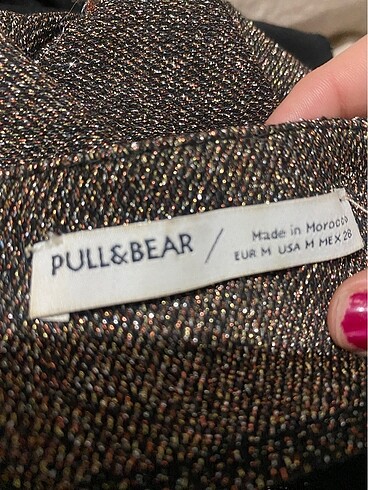 PULL&BEAR /
Made in Morocco
EUR M USA M MEX 28